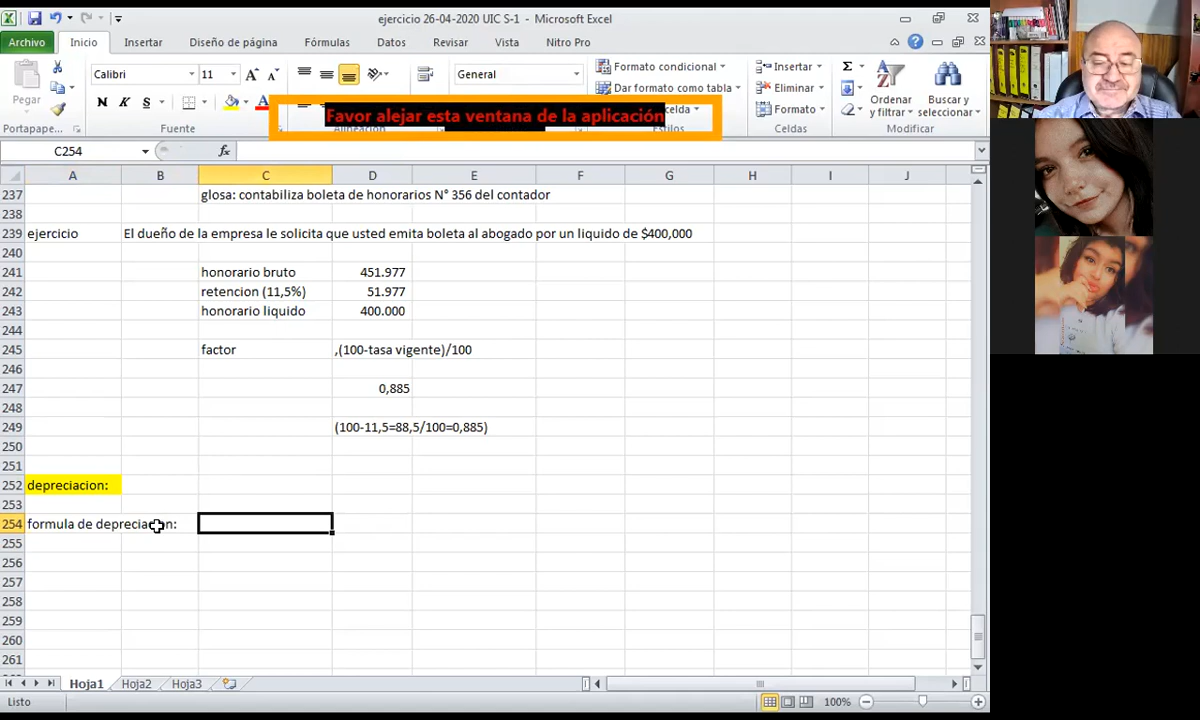 ejercicio 26-04-2020 UIC S-1 - Microsoft Excel
Archivo Inicio Insertar Diseño de página Fórmulas Datos Revisar Vista Nitro Pro
Pegar
Calibri 11
General
N K S
A A
Formato condicional
Dar formato como tabla
celda
Insertar
Eliminar
Formato
Σ
Ordenar y filtrar
Buscar y seleccionar
Favor alejar esta ventana de la aplicación
Portapape... Fuente Alineación Estilos Celdas Modificar
C254 fx
A B C D E F G H I J
237 glosa: contabiliza boleta de honorarios N° 356 del contador
238
239 ejercicio El dueño de la empresa le solicita que usted emita boleta al abogado por un liquido de $400,000
240
241 honorario bruto 451.977
242 retencion (11,5%) 51.977
243 honorario liquido 400.000
244
245 factor ,(100-tasa vigente)/100
246
247 0,885
248
249 (100-11,5=88,5/100=0,885)
250
251
252 depreciacion:
253
254 formula de depreciacion:
255
256
257
258
259
260
261
Hoja1 Hoja2 Hoja3
Listo 100%